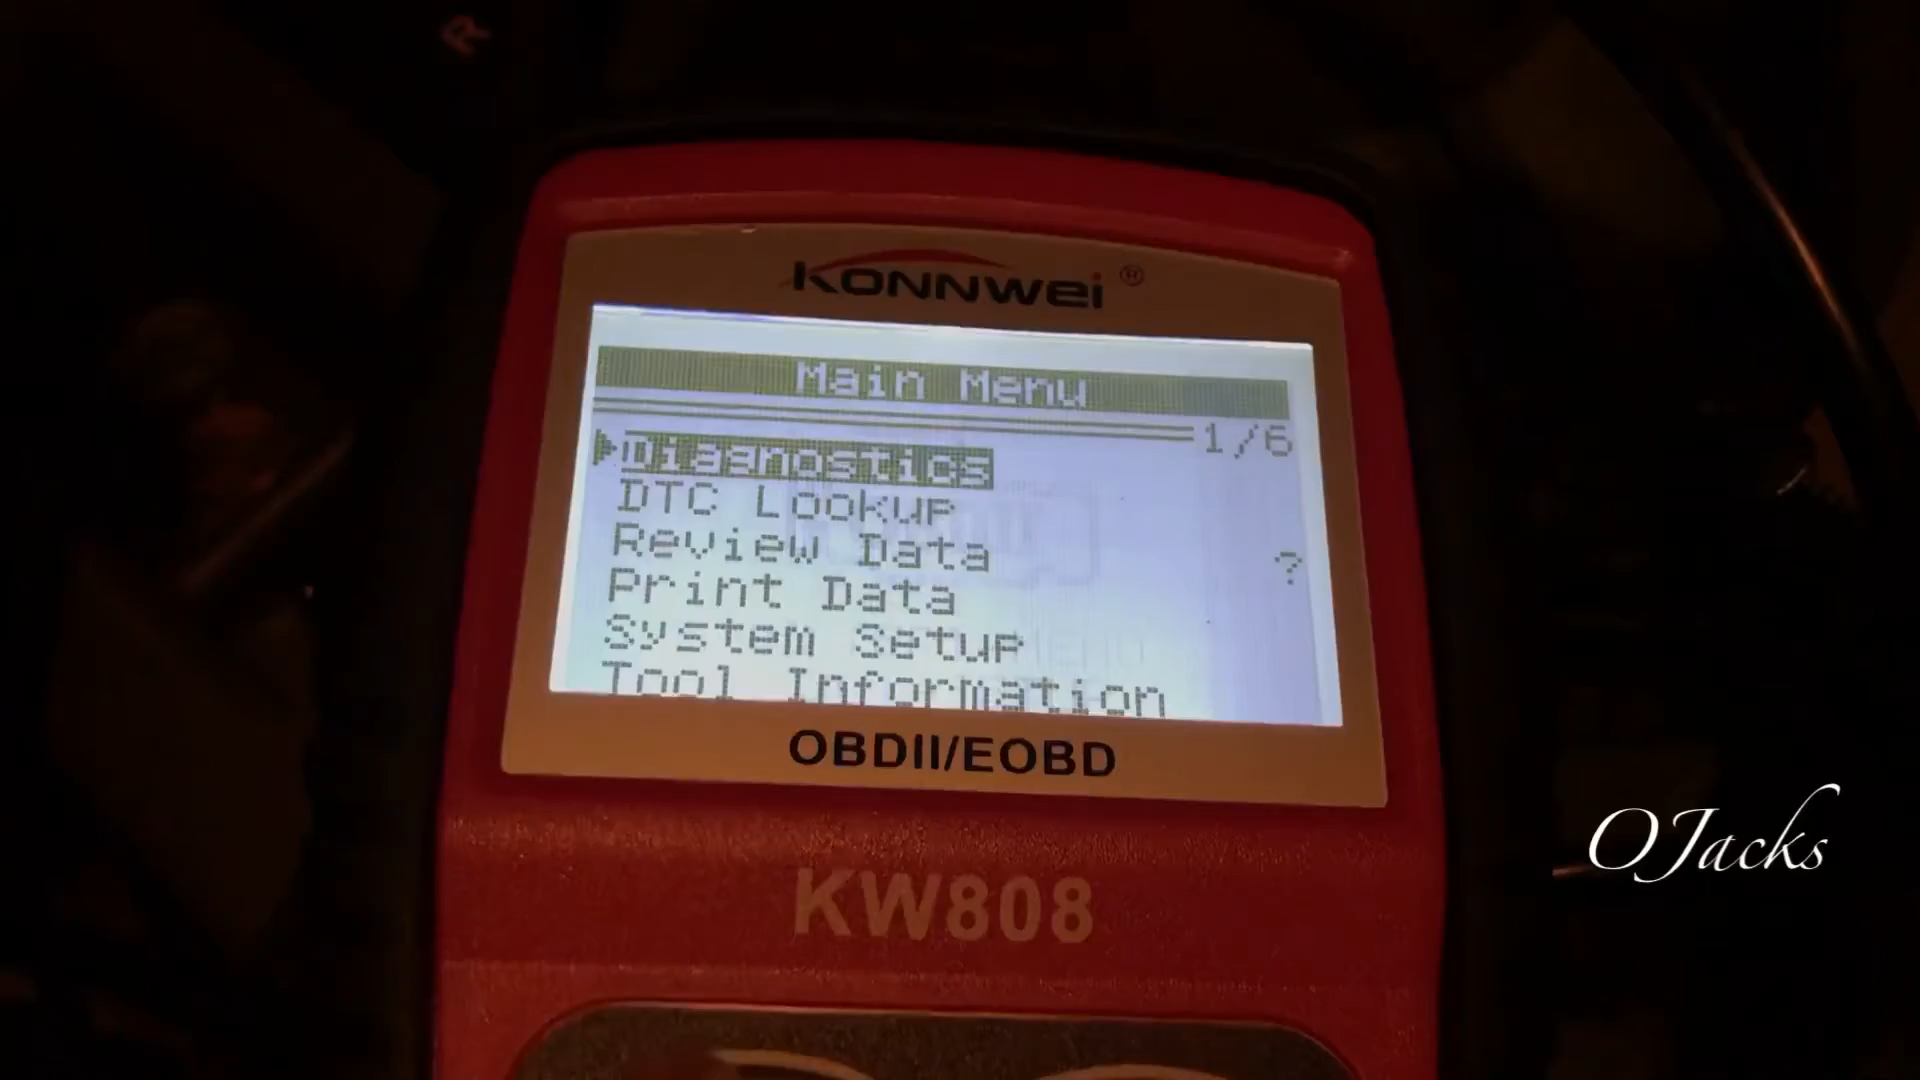 R
KONNWEI ®
Main Menu
1/6
Diagnostics
DTC Lookup
Review Data
?
Print Data
System Setup
Tool Information
OBDII/EOBD
OJacks
KW808